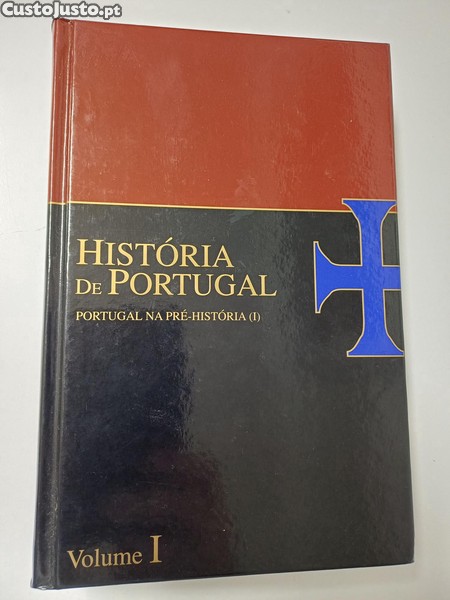 CustoJusto.pt
HISTÓRIA
DE PORTUGAL
PORTUGAL NA PRÉ-HISTÓRIA (I)
Volume I